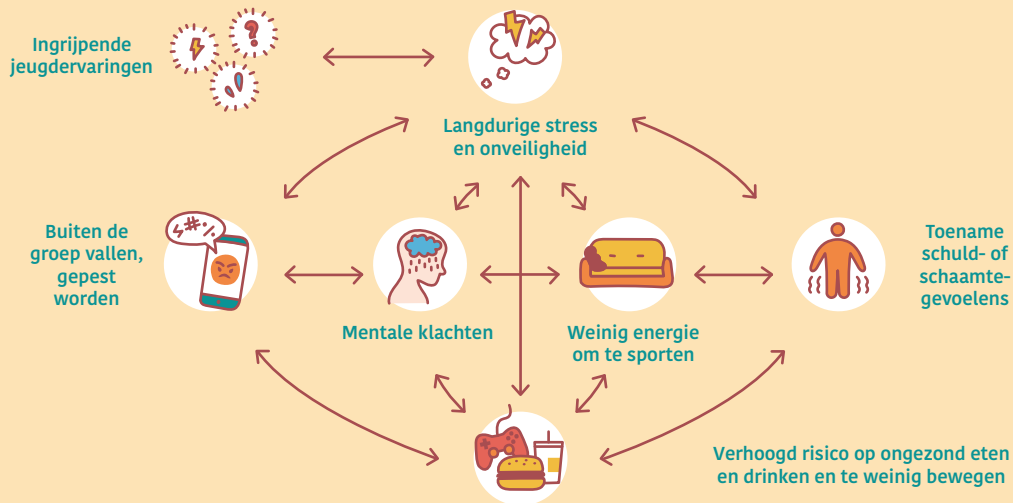 Ingrijpende
jeugdervaringen
Langdurige stress
en onveiligheid
Buiten de
groep vallen,
gepest
worden
Mentale klachten
Weinig energie
om te sporten
Toename
schuld- of
schaamte-
gevoelens
Verhoogd risico op ongezond eten
en drinken en te weinig bewegen